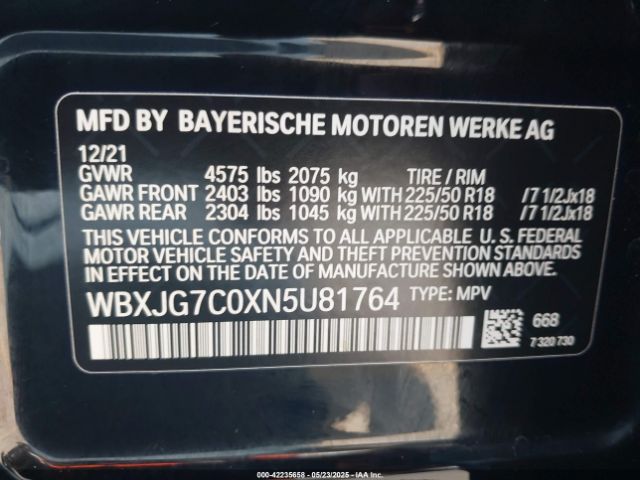 MFD BY BAYERISCHE MOTOREN WERKE AG
12/21
GVWR 4575 lbs 2075 kg TIRE / RIM
GAWR FRONT 2403 lbs 1090 kg WITH 225/50 R18 /7 1/2Jx18
GAWR REAR 2304 lbs 1045 kg WITH 225/50 R18 /7 1/2Jx18
THIS VEHICLE CONFORMS TO ALL APPLICABLE U. S. FEDERAL
MOTOR VEHICLE SAFETY AND THEFT PREVENTION STANDARDS
IN EFFECT ON THE DATE OF MANUFACTURE SHOWN ABOVE.
WBXJG7C0XN5U81764 TYPE: MPV
668
7 320 730
000-42235658 - 05/23/2025 - IAA Inc.